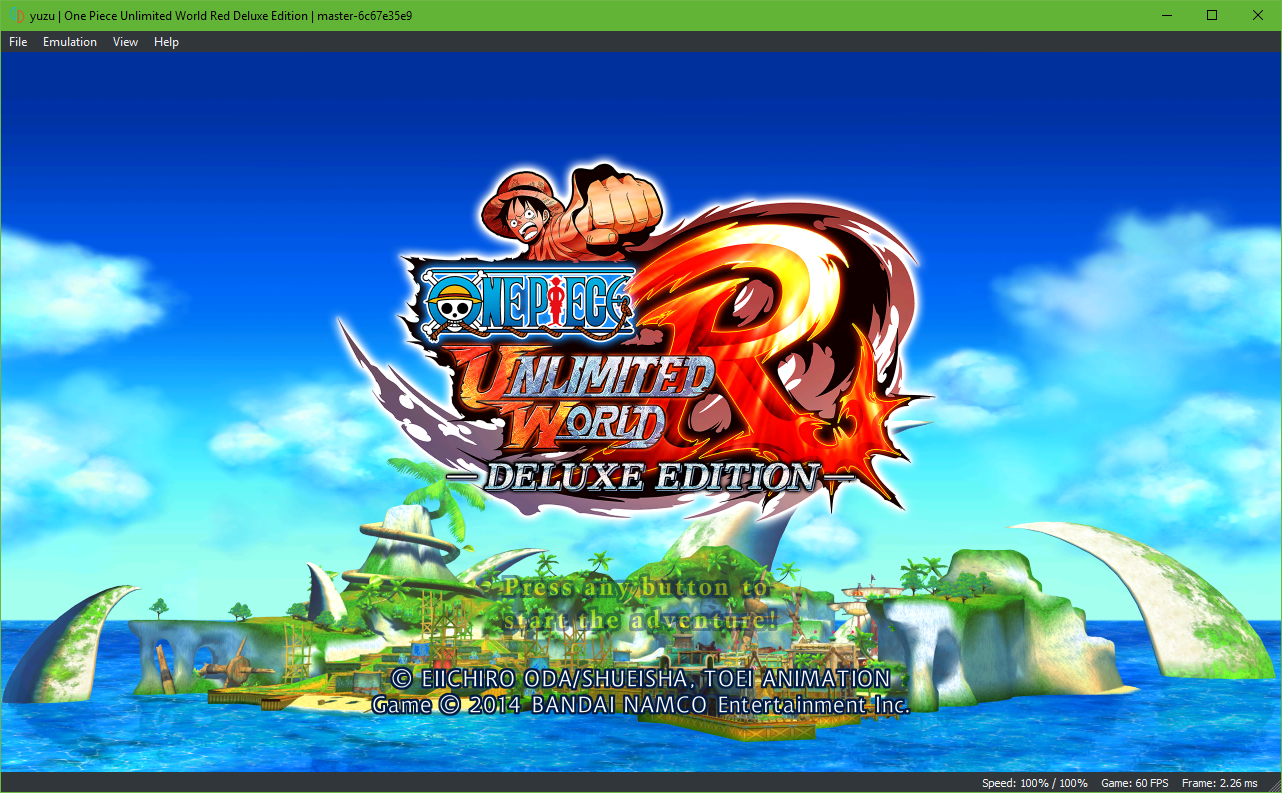 yuzu | One Piece Unlimited World Red Deluxe Edition | master-6c67e35e9
File Emulation View Help
ONE PIECE
UNLIMITED
WORLD
R
—DELUXE EDITION—
Press any button to
start the adventure!
© EIICHIRO ODA/SHUEISHA, TOEI ANIMATION
Game © 2014 BANDAI NAMCO Entertainment Inc.
Speed: 100% / 100% Game: 60 FPS Frame: 2.26 ms